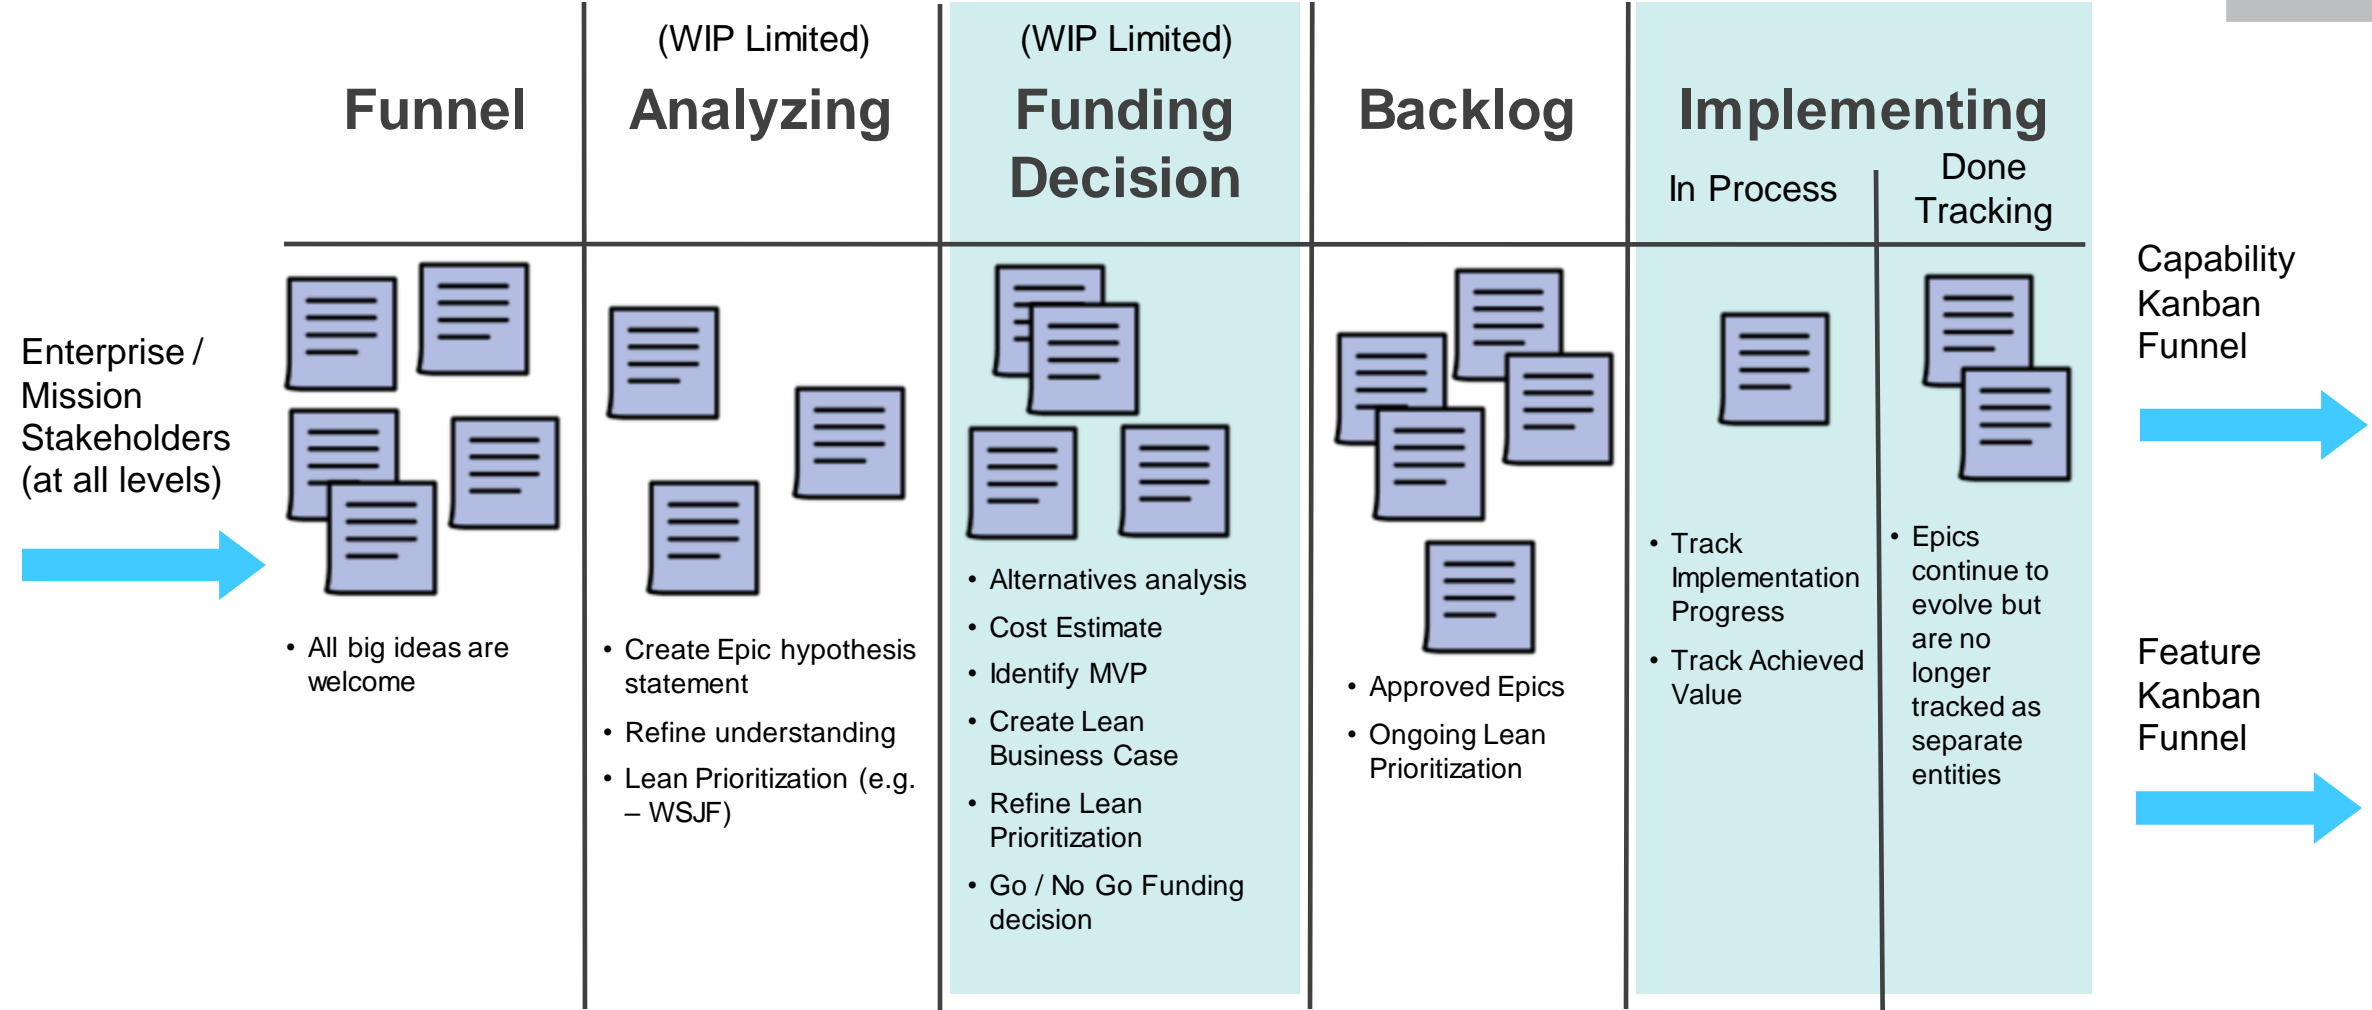 Enterprise /
Mission
Stakeholders
(at all levels)
Funnel
• All big ideas are
welcome
(WIP Limited)
Analyzing
• Create Epic hypothesis
statement
• Refine understanding
• Lean Prioritization (e.g.
– WSJF)
(WIP Limited)
Funding
Decision
• Alternatives analysis
• Cost Estimate
• Identify MVP
• Create Lean
Business Case
• Refine Lean
Prioritization
• Go / No Go Funding
decision
Backlog
• Approved Epics
• Ongoing Lean
Prioritization
Implementing
In Process
• Track
Implementation
Progress
• Track Achieved
Value
Done
Tracking
• Epics
continue to
evolve but
are no
longer
tracked as
separate
entities
Capability
Kanban
Funnel
Feature
Kanban
Funnel